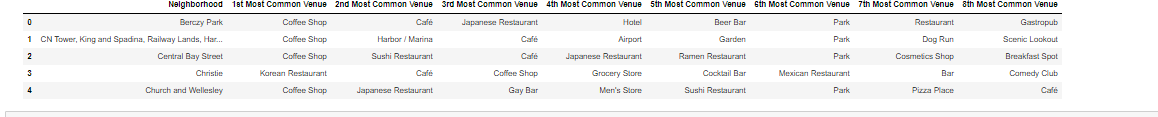 Neighborhood 1st Most Common Venue 2nd Most Common Venue 3rd Most Common Venue 4th Most Common Venue 5th Most Common Venue 6th Most Common Venue 7th Most Common Venue 8th Most Common Venue
0 Berczy Park Coffee Shop Café Japanese Restaurant Hotel Beer Bar Park Restaurant Gastropub
1 CN Tower, King and Spadina, Railway Lands, Har... Coffee Shop Harbor / Marina Café Airport Garden Park Dog Run Scenic Lookout
2 Central Bay Street Coffee Shop Sushi Restaurant Café Japanese Restaurant Ramen Restaurant Park Cosmetics Shop Breakfast Spot
3 Christie Korean Restaurant Café Coffee Shop Grocery Store Cocktail Bar Mexican Restaurant Bar Comedy Club
4 Church and Wellesley Coffee Shop Japanese Restaurant Gay Bar Men's Store Sushi Restaurant Park Pizza Place Café